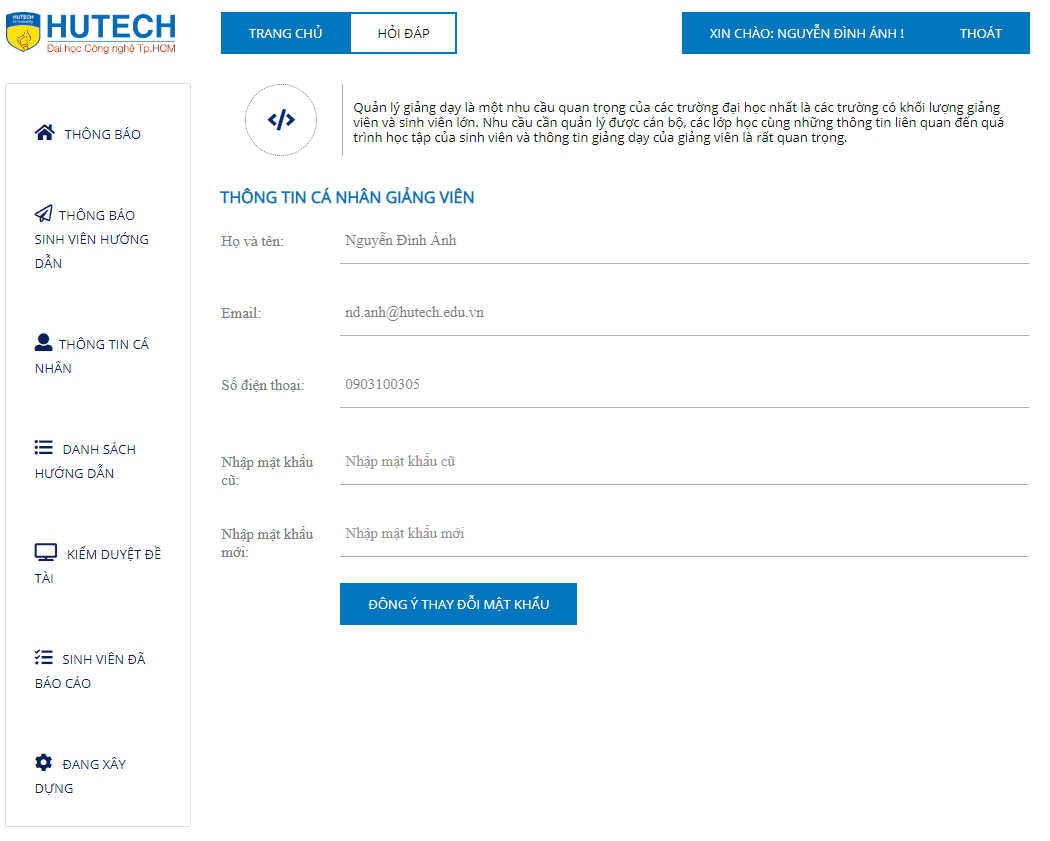 HUTECH
University
HUTECH
Đại học Công nghệ Tp.HCM
TRANG CHỦ
HỎI ĐÁP
XIN CHÀO: NGUYỄN ĐÌNH ÁNH !
THOÁT
THÔNG BÁO
THÔNG BÁO
SINH VIÊN HƯỚNG
DẪN
THÔNG TIN CÁ
NHÂN
DANH SÁCH
HƯỚNG DẪN
KIỂM DUYỆT ĐỀ
TÀI
SINH VIÊN ĐÃ
BÁO CÁO
ĐANG XÂY
DỰNG
</>
Quản lý giảng dạy là một nhu cầu quan trọng của các trường đại học nhất là các trường có khối lượng giảng
viên và sinh viên lớn. Nhu cầu cần quản lý được cán bộ, các lớp học cùng những thông tin liên quan đến quá
trình học tập của sinh viên và thông tin giảng dạy của giảng viên là rất quan trọng.
THÔNG TIN CÁ NHÂN GIẢNG VIÊN
Họ và tên:
Nguyễn Đình Ánh
Email:
nd.anh@hutech.edu.vn
Số điện thoại:
0903100305
Nhập mật khẩu
cũ:
Nhập mật khẩu cũ
Nhập mật khẩu
mới:
Nhập mật khẩu mới
ĐỒNG Ý THAY ĐỖI MẬT KHẨU